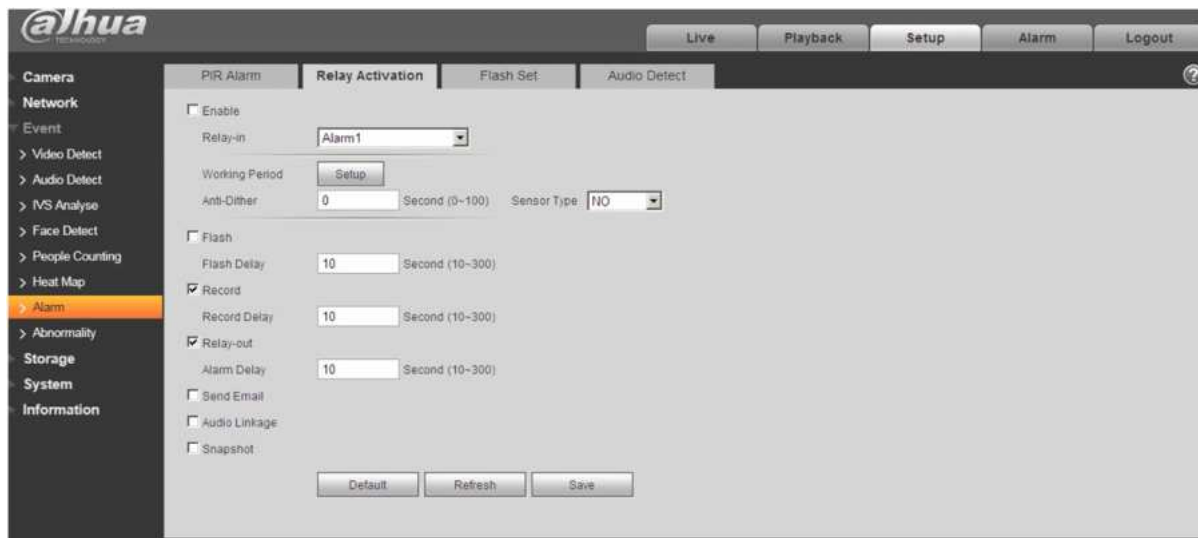 alhua
TECHNOLOGY
Live
Playback
Setup
Alarm
Logout
Camera
Network
Event
> Video Detect
> Audio Detect
> IVS Analyse
> Face Detect
> People Counting
> Heat Map
> Alarm
> Abnormality
Storage
System
Information
PIR Alarm
Relay Activation
Flash Set
Audio Detect
?
Enable
Relay-in Alarm1
Working Period Setup
Anti-Dither 0 Second (0~100) Sensor Type NO
Flash
Flash Delay 10 Second (10~300)
Record
Record Delay 10 Second (10~300)
Relay-out
Alarm Delay 10 Second (10~300)
Send Email
Audio Linkage
Snapshot
Default
Refresh
Save